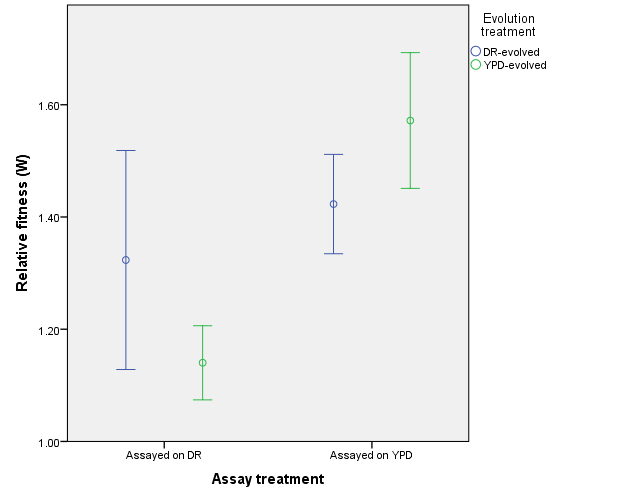 Evolution
treatment
DR-evolved
YPD-evolved
Relative fitness (W)
1.60
1.40
1.20
1.00
Assayed on DR
Assayed on YPD
Assay treatment